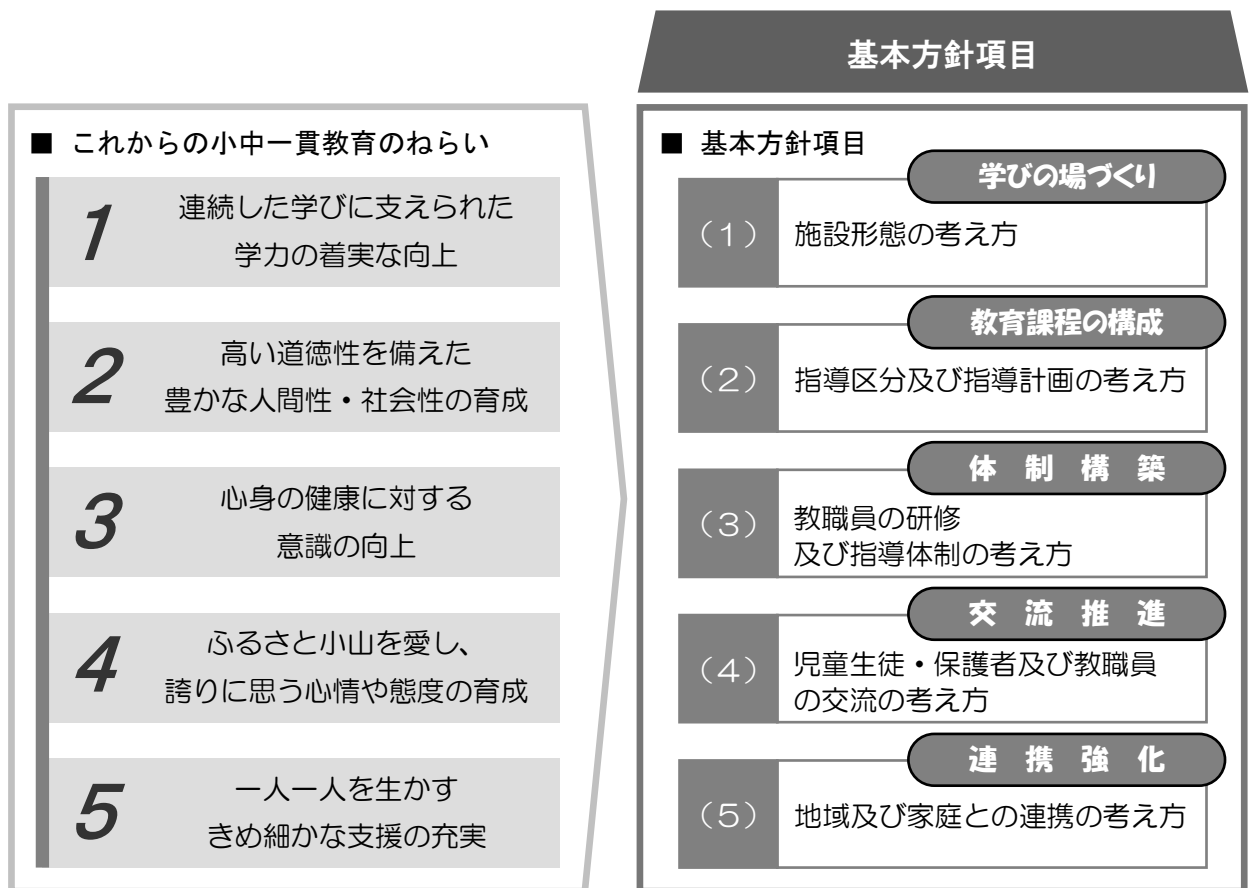 基本方針項目
■ これからの小中一貫教育のねらい
1
連続した学びに支えられた
学力の着実な向上
2
高い道徳性を備えた
豊かな人間性・社会性の育成
3
心身の健康に対する
意識の向上
4
ふるさと小山を愛し、
誇りに思う心情や態度の育成
5
一人一人を生かす
きめ細かな支援の充実
■ 基本方針項目
学びの場づくり
（１） 施設形態の考え方
教育課程の構成
（２） 指導区分及び指導計画の考え方
体 制 構 築
（３） 教職員の研修
及び指導体制の考え方
交 流 推 進
（４） 児童生徒・保護者及び教職員
の交流の考え方
連 携 強 化
（５） 地域及び家庭との連携の考え方